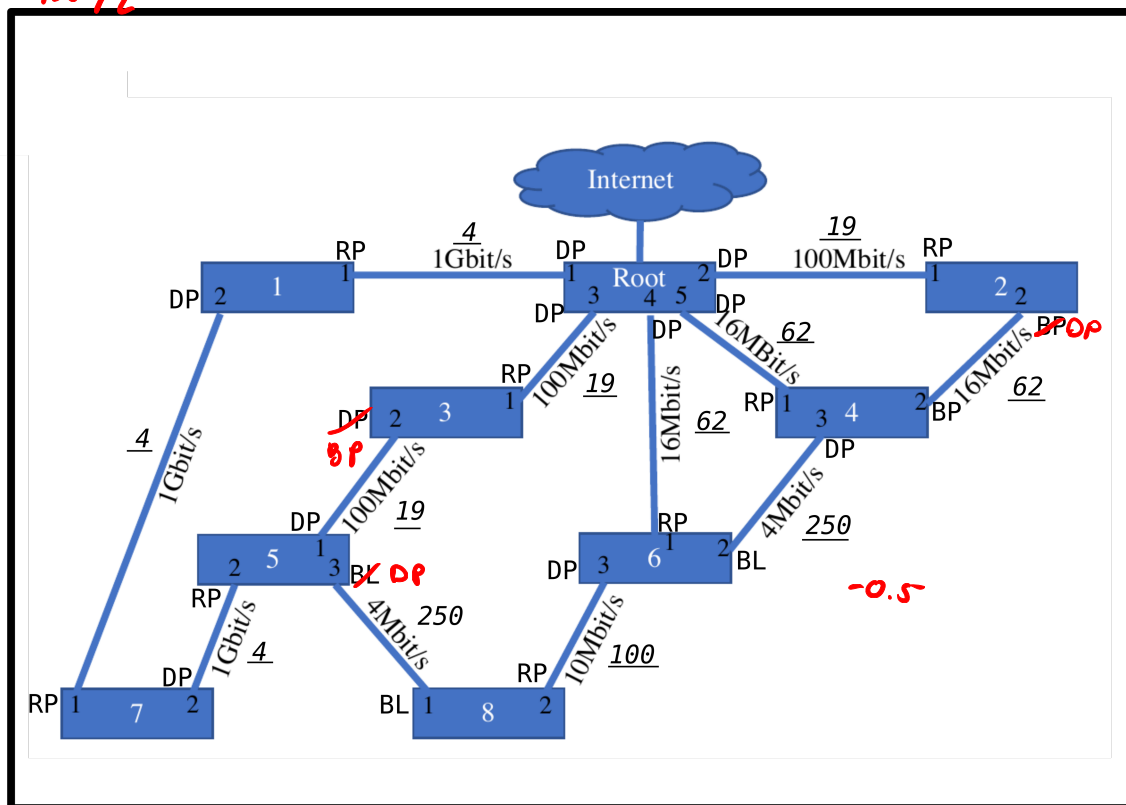 Internet
4
1Gbit/s
19
100Mbit/s
RP
1
1
DP 2
DP
1
Root
2
DP
3
4
5
DP
DP
DP
RP
1
2
2
BP DP
100Mbit/s
19
16Mbit/s
62
16MBit/s
62
16Mbit/s
62
RP
1
3
DP 2
BP
RP 1
4
2
BP
3
DP
4
1Gbit/s
100Mbit/s
19
4Mbit/s
250
DP
1
5
2
3
BL DP
RP
RP
1
6
2
BL
DP 3
-0.5
1Gbit/s
4
4Mbit/s
250
10Mbit/s
100
RP 1
7
DP
2
BL 1
8
RP
2